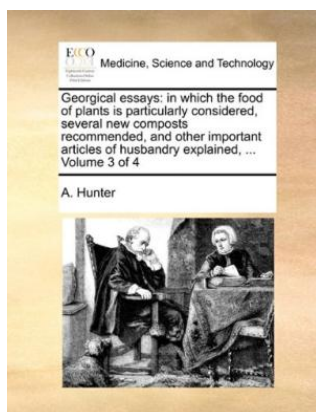 ECCO
Medicine, Science and Technology
Georgical essays: in which the food
of plants is particularly considered,
several new composts
recommended, and other important
articles of husbandry explained, ...
Volume 3 of 4
A. Hunter